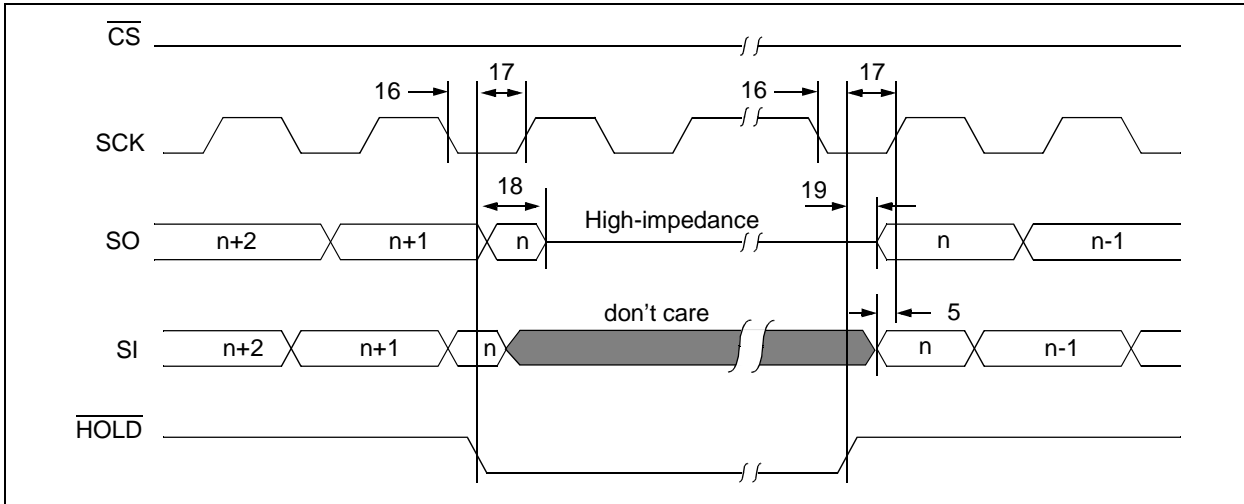 CS
17
17
16
16
SCK
18
19
High-impedance
SO
n+2
n+1
n
n
n-1
don't care
5
SI
n+2
n+1
n
n
n-1
HOLD